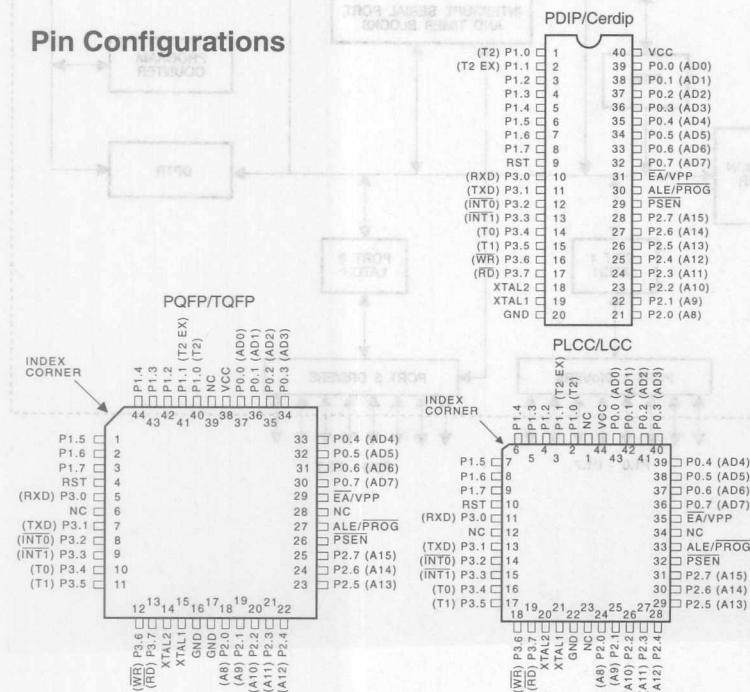 Pin Configurations
PDIP/Cerdip
(T2) P1.0 1 40 VCC
(T2 EX) P1.1 2 39 P0.0 (AD0)
P1.2 3 38 P0.1 (AD1)
P1.3 4 37 P0.2 (AD2)
P1.4 5 36 P0.3 (AD3)
P1.5 6 35 P0.4 (AD4)
P1.6 7 34 P0.5 (AD5)
P1.7 8 33 P0.6 (AD6)
RST 9 32 P0.7 (AD7)
(RXD) P3.0 10 31 EA/VPP
(TXD) P3.1 11 30 ALE/PROG
(INT0) P3.2 12 29 PSEN
(INT1) P3.3 13 28 P2.7 (A15)
(T0) P3.4 14 27 P2.6 (A14)
(T1) P3.5 15 26 P2.5 (A13)
(WR) P3.6 16 25 P2.4 (A12)
(RD) P3.7 17 24 P2.3 (A11)
XTAL2 18 23 P2.2 (A10)
XTAL1 19 22 P2.1 (A9)
GND 20 21 P2.0 (A8)
PQFP/TQFP
INDEX
CORNER
P1.4
P1.3
P1.2
P1.1 (T2 EX)
P1.0 (T2)
NC
VCC
P0.0 (AD0)
P0.1 (AD1)
P0.2 (AD2)
P0.3 (AD3)
44 43 42 41 40 39 38 37 36 35 34
P1.5 1 33 P0.4 (AD4)
P1.6 2 32 P0.5 (AD5)
P1.7 3 31 P0.6 (AD6)
RST 4 30 P0.7 (AD7)
(RXD) P3.0 5 29 EA/VPP
NC 6 28 NC
(TXD) P3.1 7 27 ALE/PROG
(INT0) P3.2 8 26 PSEN
(INT1) P3.3 9 25 P2.7 (A15)
(T0) P3.4 10 24 P2.6 (A14)
(T1) P3.5 11 23 P2.5 (A13)
12 13 14 15 16 17 18 19 20 21 22
(WR) P3.6
(RD) P3.7
XTAL2
XTAL1
GND
GND
(A8) P2.0
(A9) P2.1
(A10) P2.2
(A11) P2.3
(A12) P2.4
PLCC/LCC
INDEX
CORNER
P1.4
P1.3
P1.2
P1.1 (T2 EX)
P1.0 (T2)
NC
VCC
P0.0 (AD0)
P0.1 (AD1)
P0.2 (AD2)
P0.3 (AD3)
6 5 4 3 2 1 44 43 42 41 40
P1.5 7 39 P0.4 (AD4)
P1.6 8 38 P0.5 (AD5)
P1.7 9 37 P0.6 (AD6)
RST 10 36 P0.7 (AD7)
(RXD) P3.0 11 35 EA/VPP
NC 12 34 NC
(TXD) P3.1 13 33 ALE/PROG
(INT0) P3.2 14 32 PSEN
(INT1) P3.3 15 31 P2.7 (A15)
(T0) P3.4 16 30 P2.6 (A14)
(T1) P3.5 17 29 P2.5 (A13)
18 19 20 21 22 23 24 25 26 27 28
(WR) P3.6
(RD) P3.7
XTAL2
XTAL1
GND
NC
(A8) P2.0
(A9) P2.1
(A10) P2.2
(A11) P2.3
(A12) P2.4